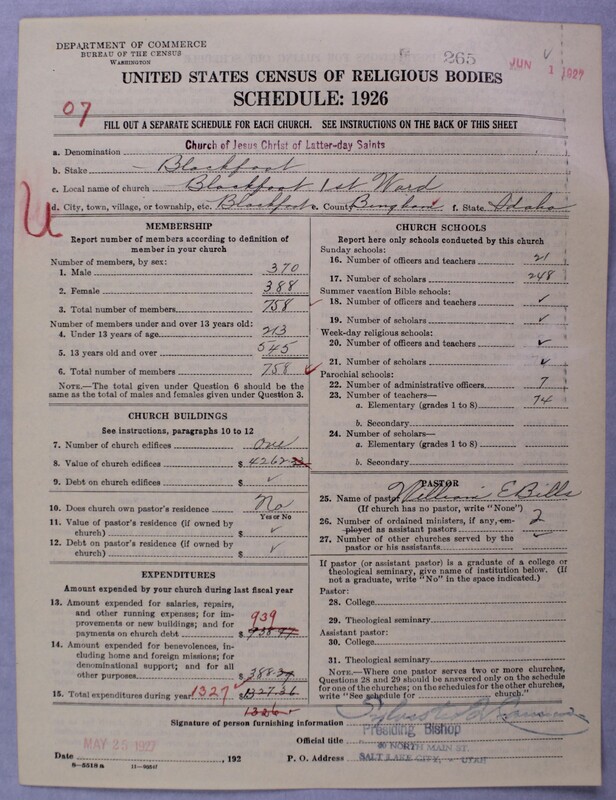 DEPARTMENT OF COMMERCE
BUREAU OF THE CENSUS
WASHINGTON
265
JUN 1 1927
UNITED STATES CENSUS OF RELIGIOUS BODIES
SCHEDULE: 1926
07
FILL OUT A SEPARATE SCHEDULE FOR EACH CHURCH. SEE INSTRUCTIONS ON THE BACK OF THIS SHEET
a. Denomination Church of Jesus Christ of Latter-day Saints
b. Stake Blackfoot
c. Local name of church Blackfoot 1st Ward
U
d. City, town, village, or township, etc. Blackfoot e. County Bingham f. State Idaho
MEMBERSHIP
Report number of members according to definition of
member in your church
Number of members, by sex:
1. Male 370
2. Female 388
3. Total number of members 758
Number of members under and over 13 years old:
4. Under 13 years of age 213
5. 13 years old and over 545
6. Total number of members 758
NOTE.—The total given under Question 6 should be
same as the total of males and females given under Question 3.
CHURCH BUILDINGS
See instructions, paragraphs 10 to 12
7. Number of church edifices One
8. Value of church edifices $ 4262
9. Debt on church edifices $ ✓
10. Does church own pastor's residence No
Yes or No
11. Value of pastor's residence (if owned by
church) $ ✓
12. Debt on pastor's residence (if owned by
church) $ ✓
EXPENDITURES
Amount expended by your church during last fiscal year
13. Amount expended for salaries, repairs,
and other running expenses; for im-
provements or new buildings; and for
payments on church debt 939
14. Amount expended for benevolences, in-
cluding home and foreign missions; for
denominational support; and for all
other purposes 388
15. Total expenditures during year 1327 $ 1327.26
1326
CHURCH SCHOOLS
Report here only schools conducted by this church
Sunday schools:
16. Number of officers and teachers 21
17. Number of scholars 248
Summer vacation Bible schools:
18. Number of officers and teachers ✓
19. Number of scholars ✓
Week-day religious schools:
20. Number of officers and teachers ✓
21. Number of scholars ✓
Parochial schools:
22. Number of administrative officers 7
23. Number of teachers—
a. Elementary (grades 1 to 8) 74
b. Secondary
24. Number of scholars—
a. Elementary (grades 1 to 8)
b. Secondary
PASTOR
25. Name of pastor William E Bills
(If church has no pastor, write "None")
26. Number of ordained ministers, if any, em-
ployed as assistant pastors 2
27. Number of other churches served by the
pastor or his assistants ✓
If pastor (or assistant pastor) is a graduate of a college or
theological seminary, give name of institution below. (If
not a graduate, write "No" in the space indicated.)
Pastor:
28. College
29. Theological seminary
Assistant pastor:
30. College
31. Theological seminary
NOTE.—Where one pastor serves two or more churches,
Questions 28 and 29 should be answered only on the schedule
for one of the churches; on the schedules for the other churches,
write "See schedule for church."
Signature of person furnishing information
Official title Presiding Bishop
MAY 25 1927
Date , 192
P. O. Address 40 NORTH MAIN ST.
SALT LAKE CITY, UTAH
8—5518 a